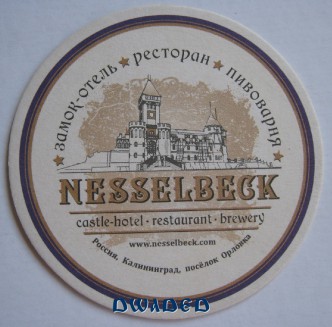 ★ замок-отель ★ ресторан ★ пивоварня ★
NESSELBECK
castle-hotel · restaurant · brewery
www.nesselbeck.com
Россия, Калининград, посёлок Орловка
DWADED